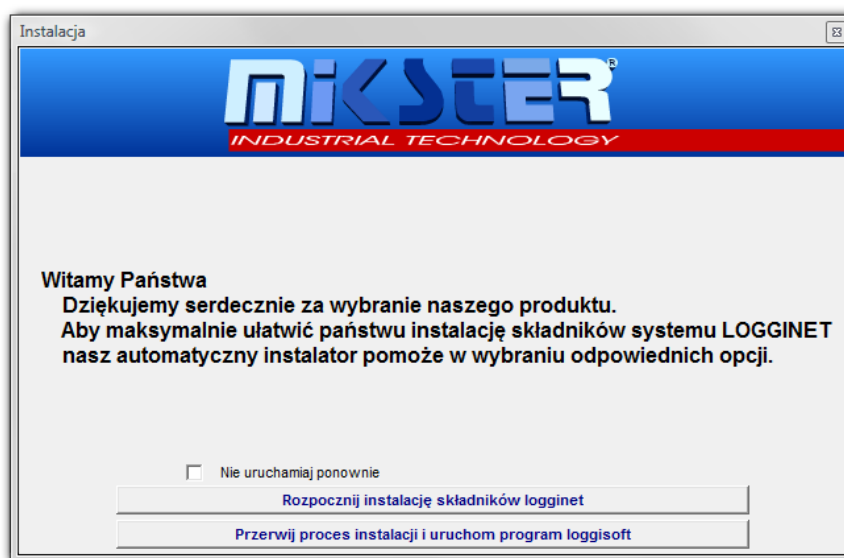 Instalacja
MIKSTER®
INDUSTRIAL TECHNOLOGY
Witamy Państwa
Dziękujemy serdecznie za wybranie naszego produktu.
Aby maksymalnie ułatwić państwu instalację składników systemu LOGGINET
nasz automatyczny instalator pomoże w wybraniu odpowiednich opcji.
Nie uruchamiaj ponownie
Rozpocznij instalację składników logginet
Przerwij proces instalacji i uruchom program loggisoft